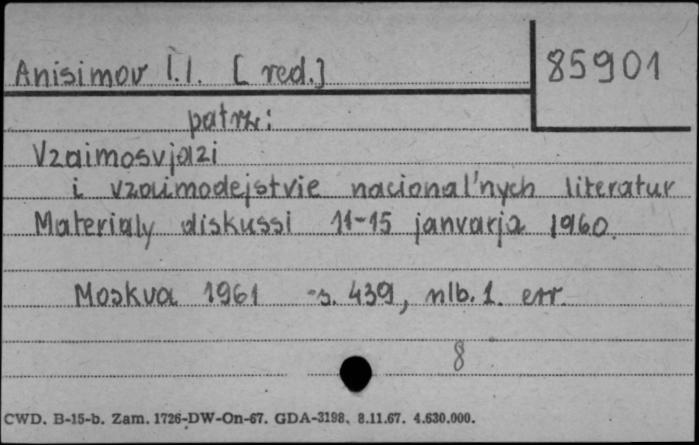 Anisimov I.I. [red.]
85901
patrz:
Vzaimosvjazi
i vzaimodejstvie nacional'nych literatur
Materialy diskussi 11-15 janvarja 1960.
Moskva 1961 s. 439, nlb. 1. err.
8
CWD. B-15-b. Zam. 1726-DW-On-67. GDA-3198. 8.11.67. 4.630.000.